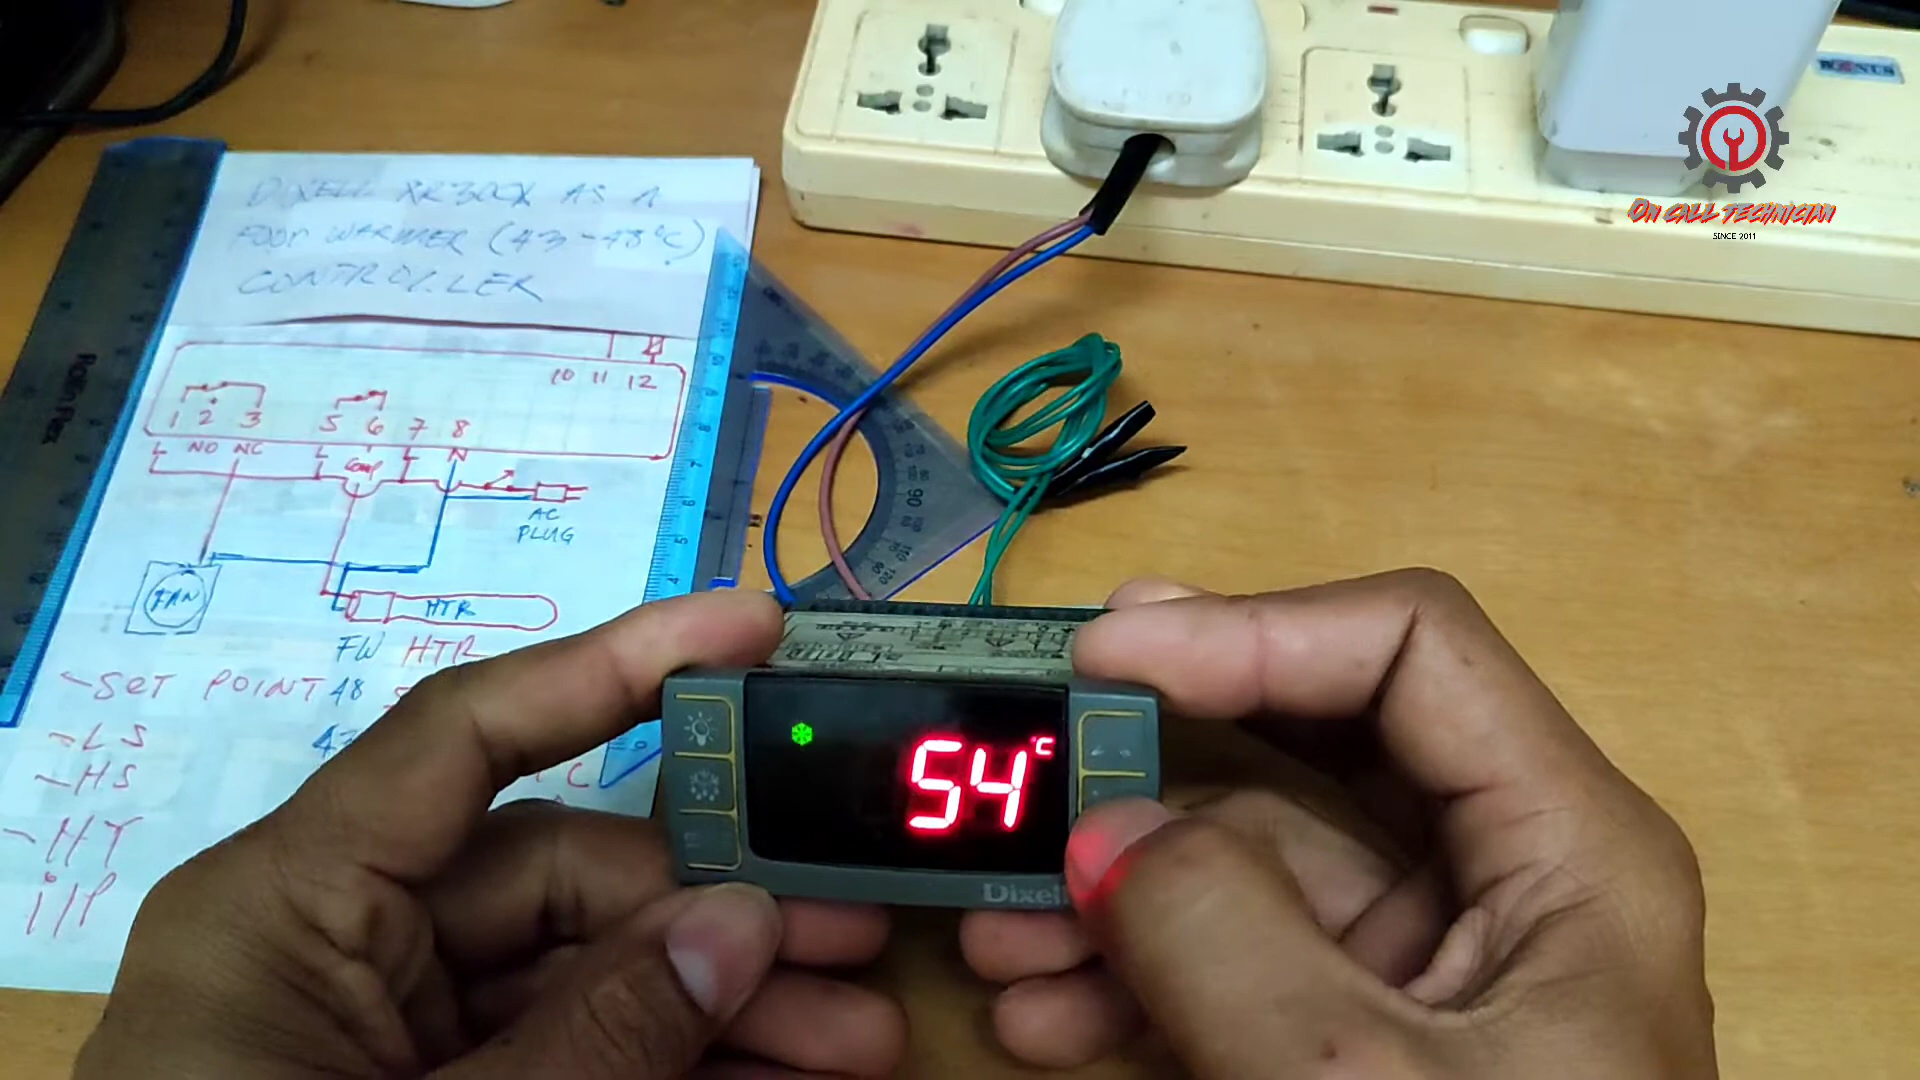 DIXELL XR30CX AS A
FOOD WARMER (43-48°C)
CONTROLLER
10 11 12
1 2 3 5 6 7 8
L NO NC L Comp L N
AC
PLUG
FAN
HTR
FW HTR
-SET POINT 48
-LS
-HS
-HY
i/P
RollinFlex
54°C
Dixell
ON CALL TECHNICIAN
SINCE 2011